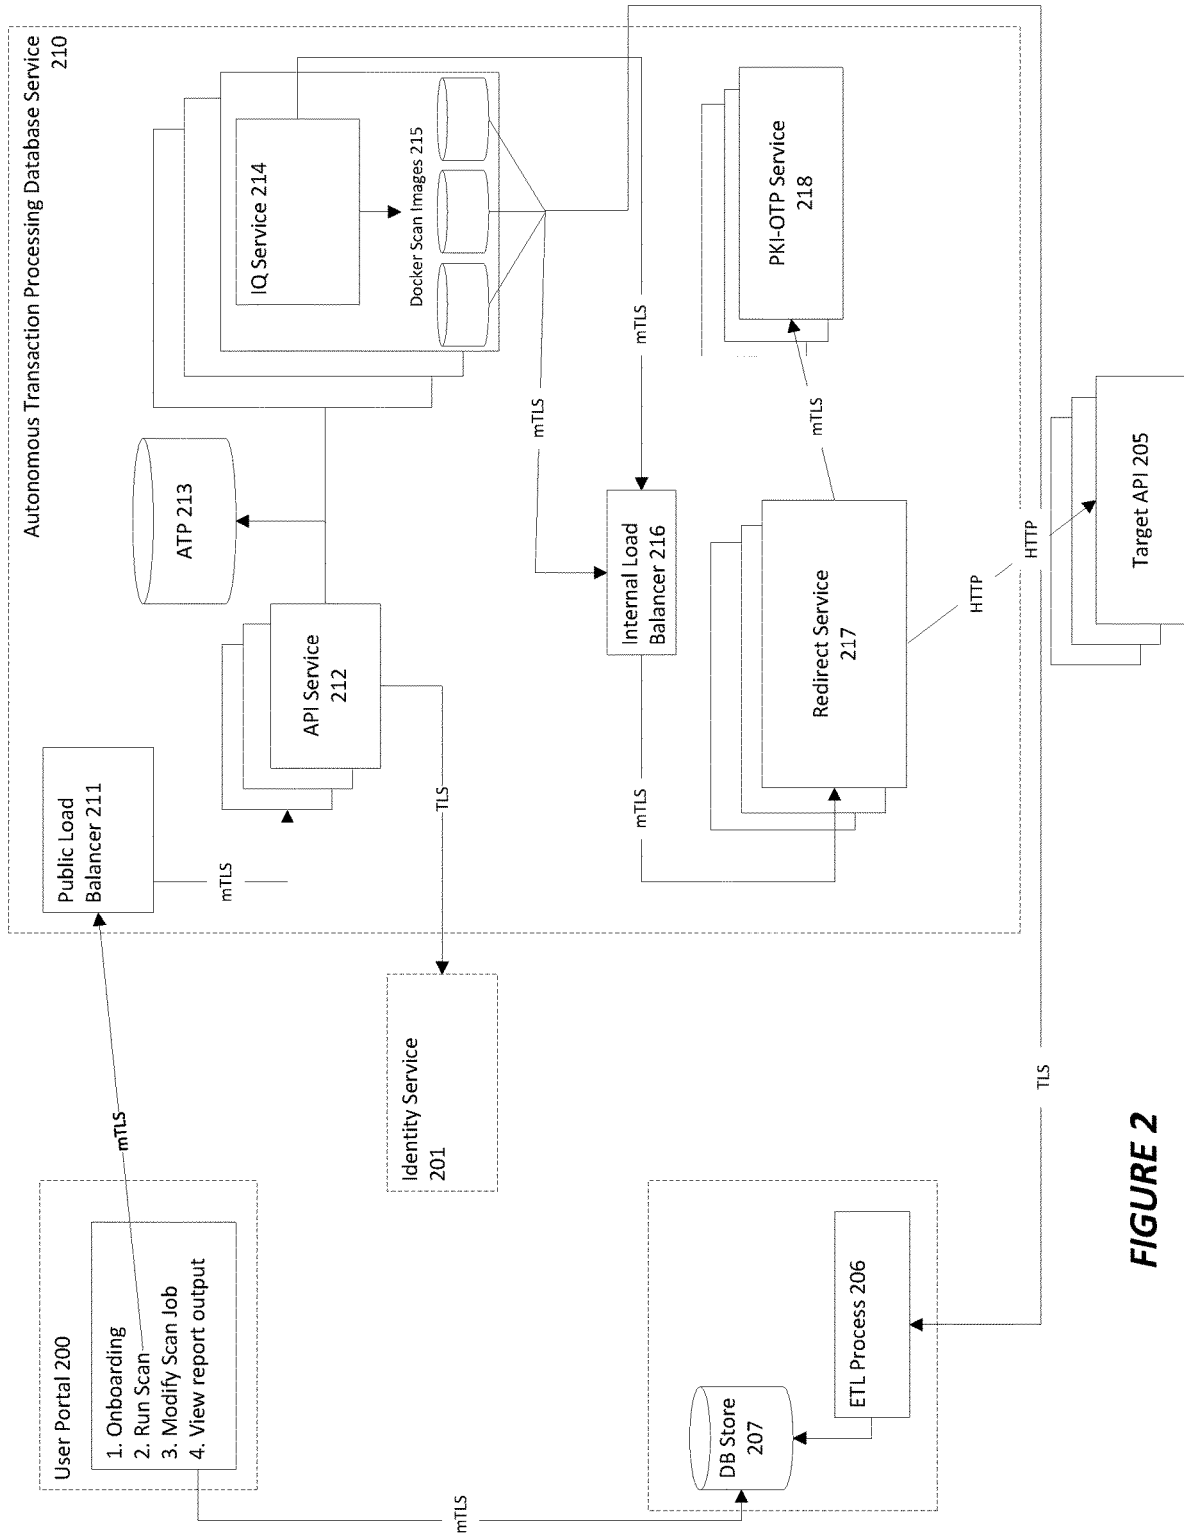 Autonomous Transaction Processing Database Service
210
User Portal 200
1. Onboarding
2. Run Scan
3. Modify Scan Job
4. View report output
mTLS
Public Load
Balancer 211
mTLS
API Service
212
ATP 213
IQ Service 214
Docker Scan Images 215
TLS
Identity Service
201
mTLS
mTLS
Internal Load
Balancer 216
mTLS
Redirect Service
217
mTLS
PKI-OTP Service
218
HTTP
HTTP
Target API 205
mTLS
DB Store
207
ETL Process 206
TLS
FIGURE 2